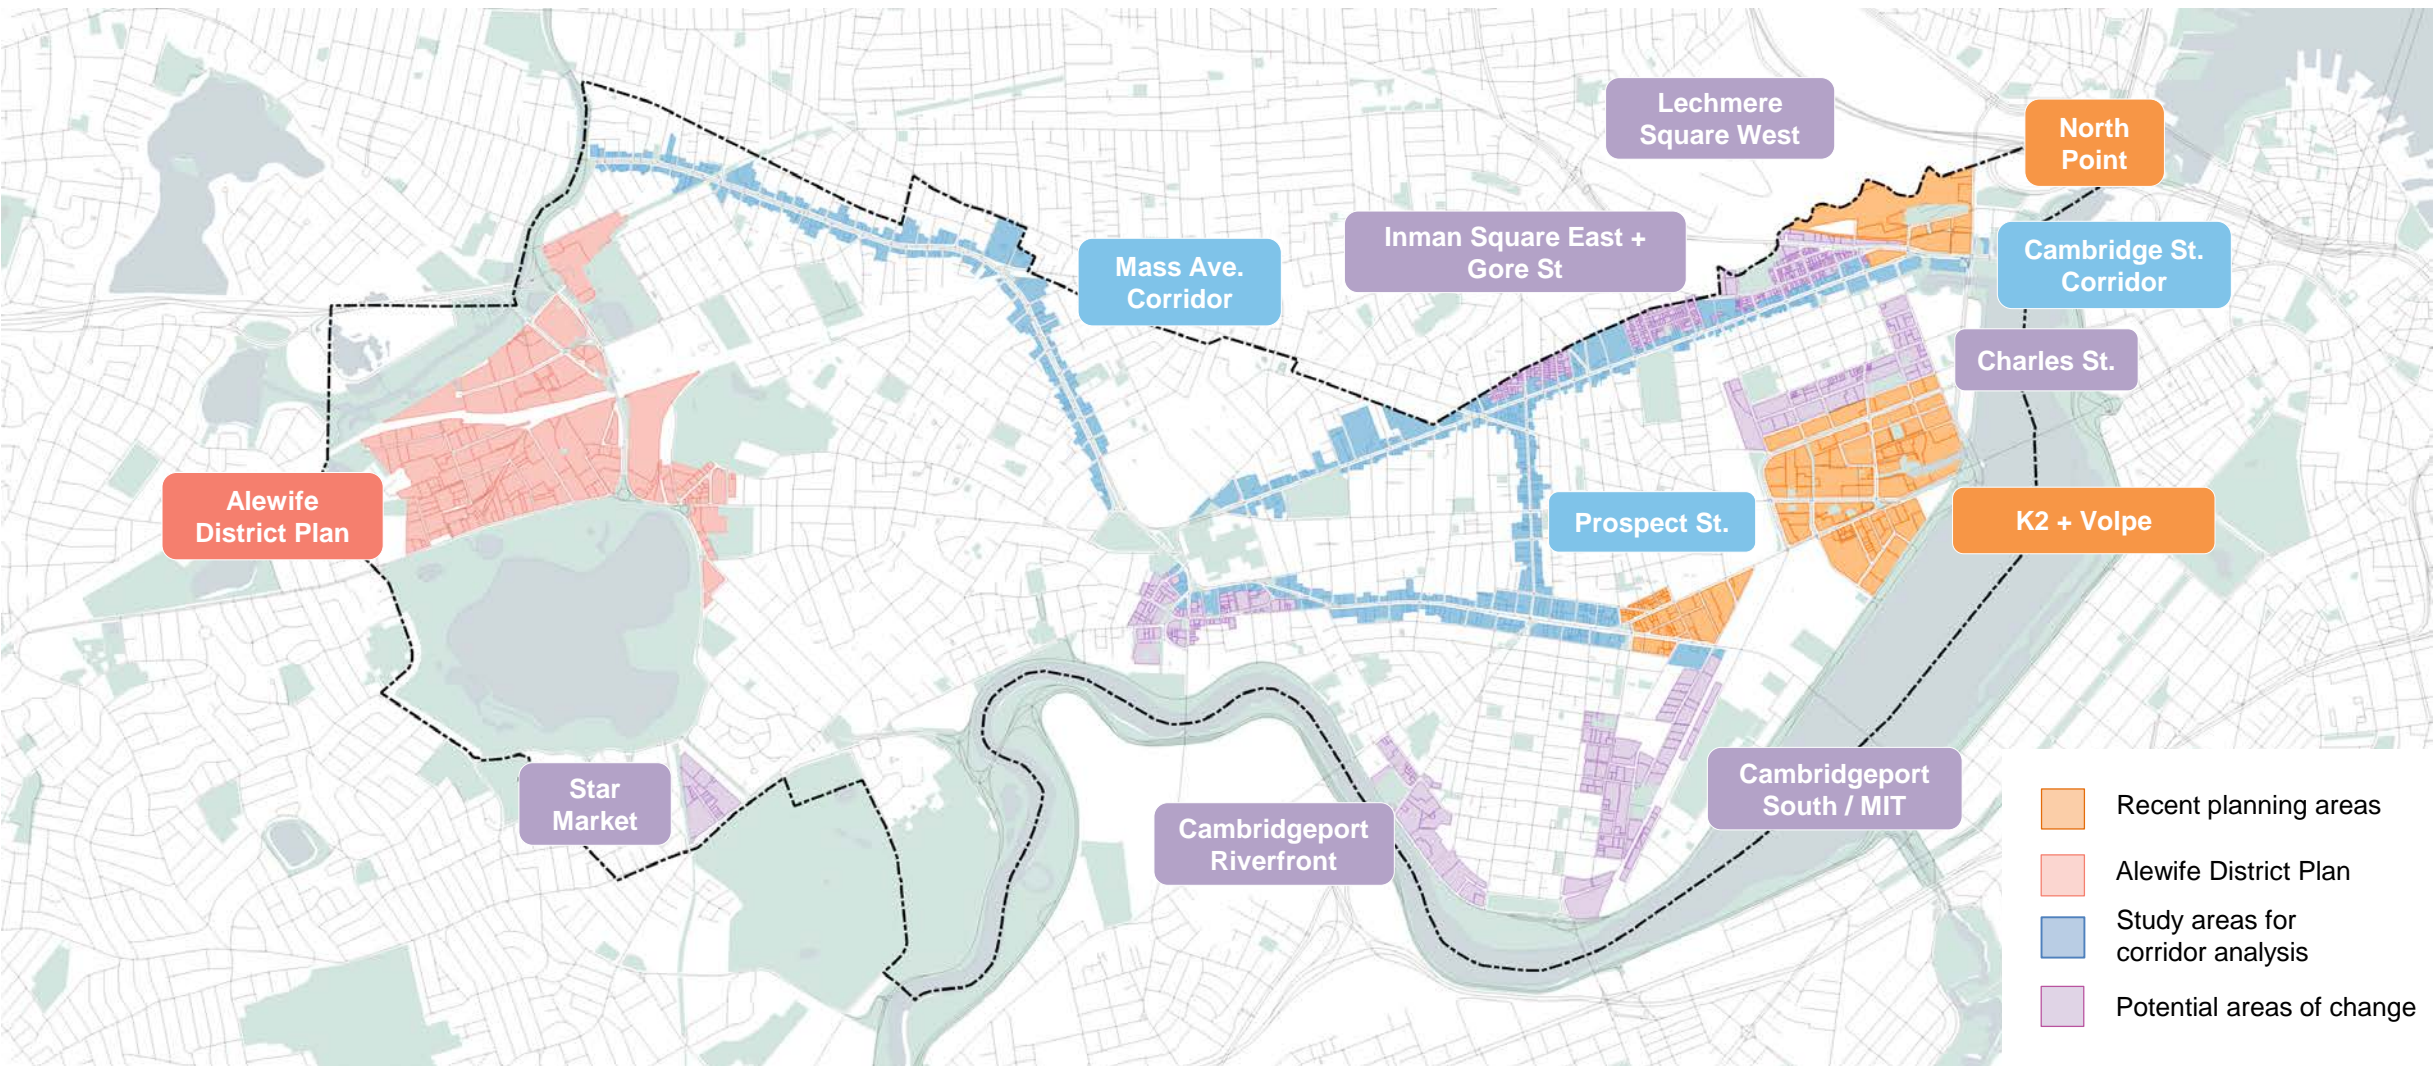 Lechmere
Square West
North
Point
Inman Square East +
Gore St
Mass Ave.
Corridor
Cambridge St.
Corridor
Charles St.
Alewife
District Plan
Prospect St.
K2 + Volpe
Star
Market
Cambridgeport
South / MIT
Cambridgeport
Riverfront
Recent planning areas
Alewife District Plan
Study areas for
corridor analysis
Potential areas of change